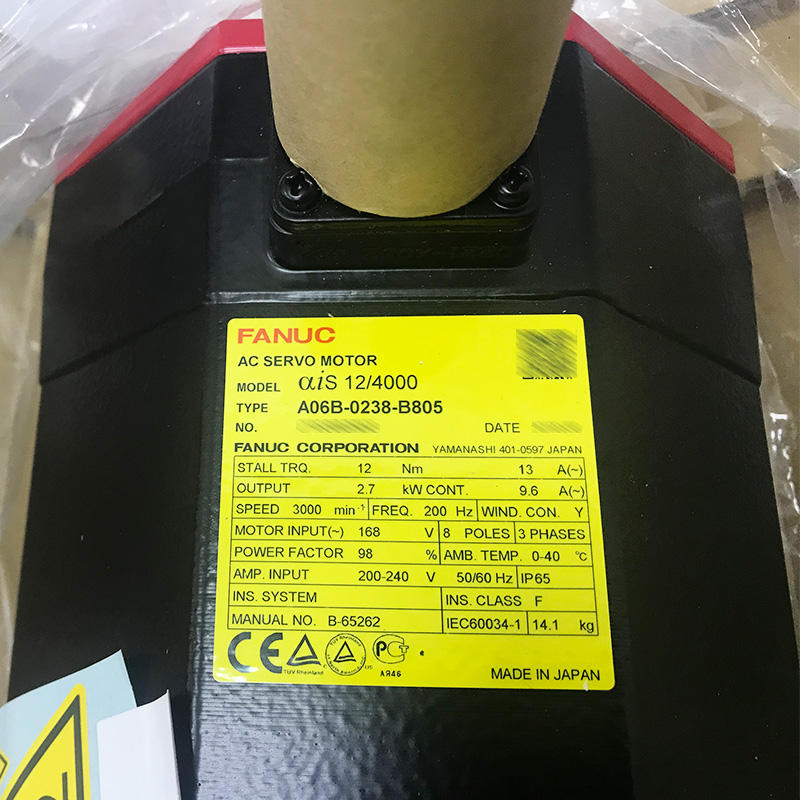 FANUC
AC SERVO MOTOR
MODEL αiS 12/4000
TYPE A06B-0238-B805
NO. DATE
FANUC CORPORATION YAMANASHI 401-0597 JAPAN
STALL TRQ. 12 Nm 13 A(~)
OUTPUT 2.7 kW CONT. 9.6 A(~)
SPEED 3000 min⁻¹ FREQ. 200 Hz WIND. CON. Y
MOTOR INPUT(~) 168 V 8 POLES 3 PHASES
POWER FACTOR 98 % AMB. TEMP. 0-40 ℃
AMP. INPUT 200-240 V 50/60 Hz IP65
INS. SYSTEM INS. CLASS F
MANUAL NO. B-65262 IEC60034-1 14.1 kg
CE
TUV Rheinland
C US
AЯ46
MADE IN JAPAN